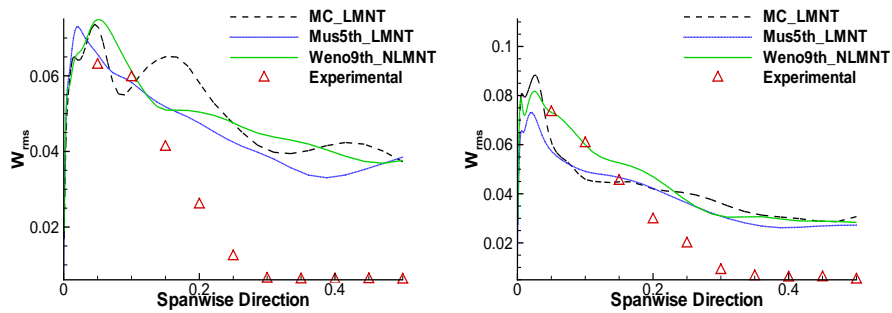 MC_LMNT
Mus5th_LMNT
Weno9th_NLMNT
Experimental
0.06
0.04
0.02
Wrms
0
0.2
0.4
Spanwise Direction
MC_LMNT
Mus5th_LMNT
Weno9th_NLMNT
Experimental
0.1
0.08
0.06
0.04
0.02
Wrms
0
0.2
0.4
Spanwise Direction